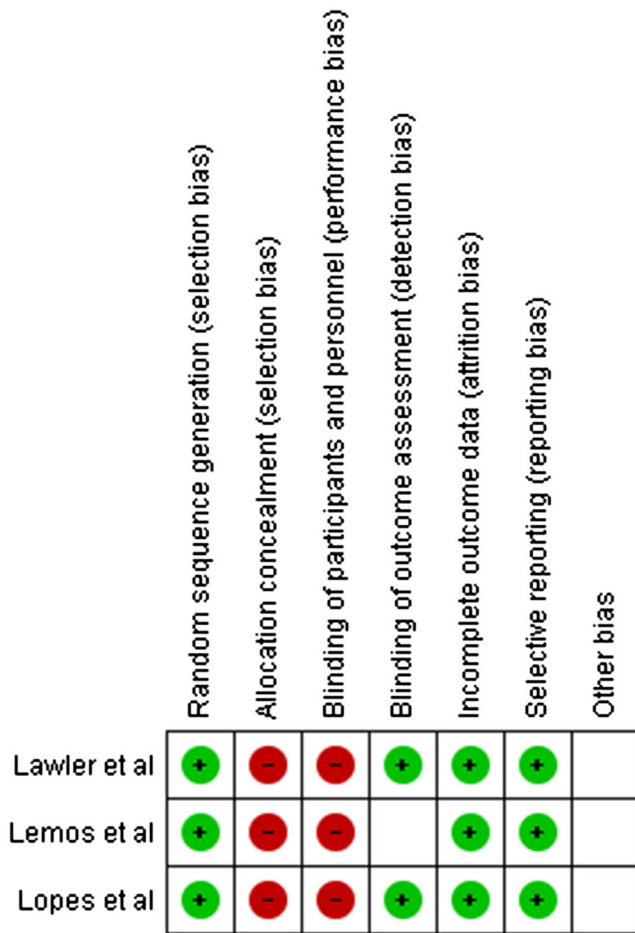 Random sequence generation (selection bias)
Allocation concealment (selection bias)
Blinding of participants and personnel (performance bias)
Blinding of outcome assessment (detection bias)
Incomplete outcome data (attrition bias)
Selective reporting (reporting bias)
Other bias
Lawler et al + - - + + +
Lemos et al + - - + +
Lopes et al + - - + + +